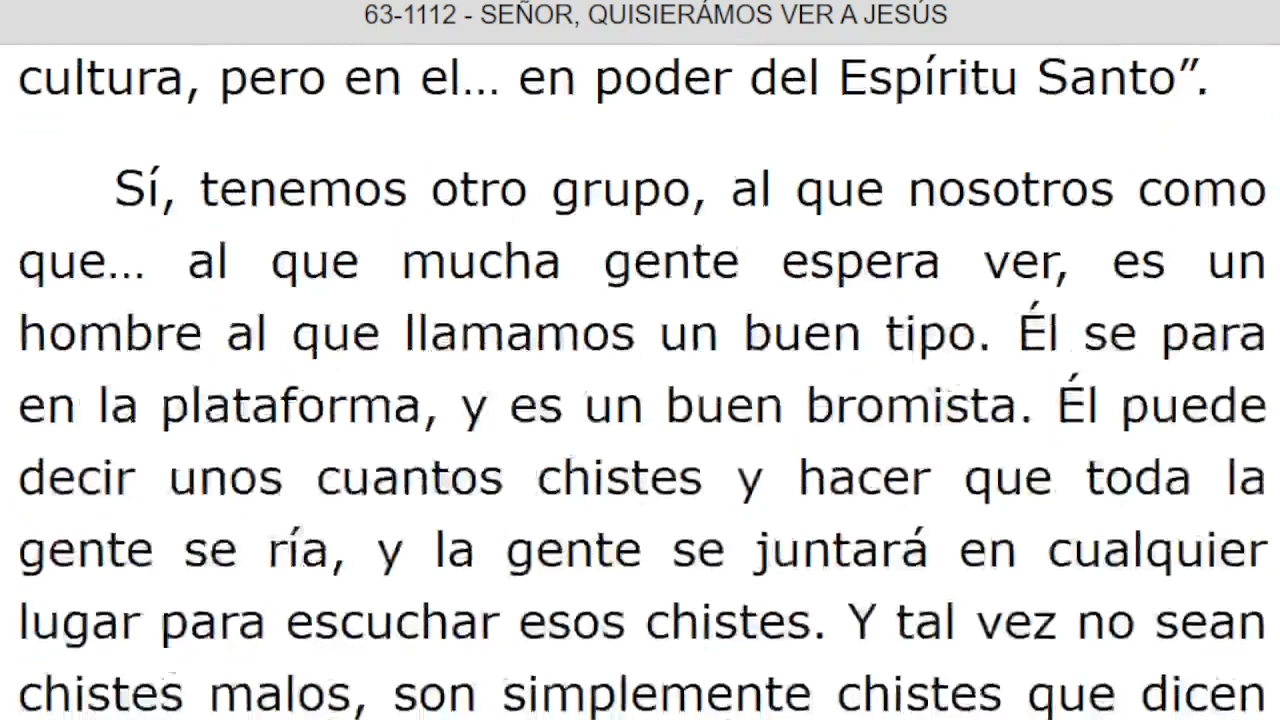 63-1112 - SEÑOR, QUISIERÁMOS VER A JESÚS
cultura, pero en el... en poder del Espíritu Santo”.
Sí, tenemos otro grupo, al que nosotros como
que... al que mucha gente espera ver, es un
hombre al que llamamos un buen tipo. Él se para
en la plataforma, y es un buen bromista. Él puede
decir unos cuantos chistes y hacer que toda la
gente se ría, y la gente se juntará en cualquier
lugar para escuchar esos chistes. Y tal vez no sean
chistes malos, son simplemente chistes que dicen